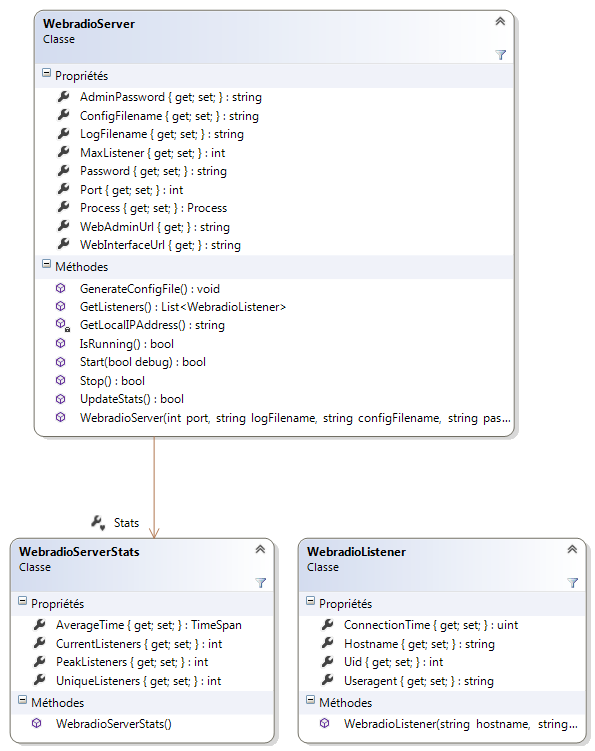 WebradioServer
Classe
Propriétés
AdminPassword { get; set; } : string
ConfigFilename { get; set; } : string
LogFilename { get; set; } : string
MaxListener { get; set; } : int
Password { get; set; } : string
Port { get; set; } : int
Process { get; set; } : Process
WebAdminUrl { get; } : string
WebInterfaceUrl { get; } : string
Méthodes
GenerateConfigFile() : void
GetListeners() : List<WebradioListener>
GetLocalIPAddress() : string
IsRunning() : bool
Start(bool debug) : bool
Stop() : bool
UpdateStats() : bool
WebradioServer(int port, string logFilename, string configFilename, string pas...
Stats
WebradioServerStats
Classe
Propriétés
AverageTime { get; set; } : TimeSpan
CurrentListeners { get; set; } : int
PeakListeners { get; set; } : int
UniqueListeners { get; set; } : int
Méthodes
WebradioServerStats()
WebradioListener
Classe
Propriétés
ConnectionTime { get; set; } : uint
Hostname { get; set; } : string
Uid { get; set; } : int
Useragent { get; set; } : string
Méthodes
WebradioListener(string hostname, string...